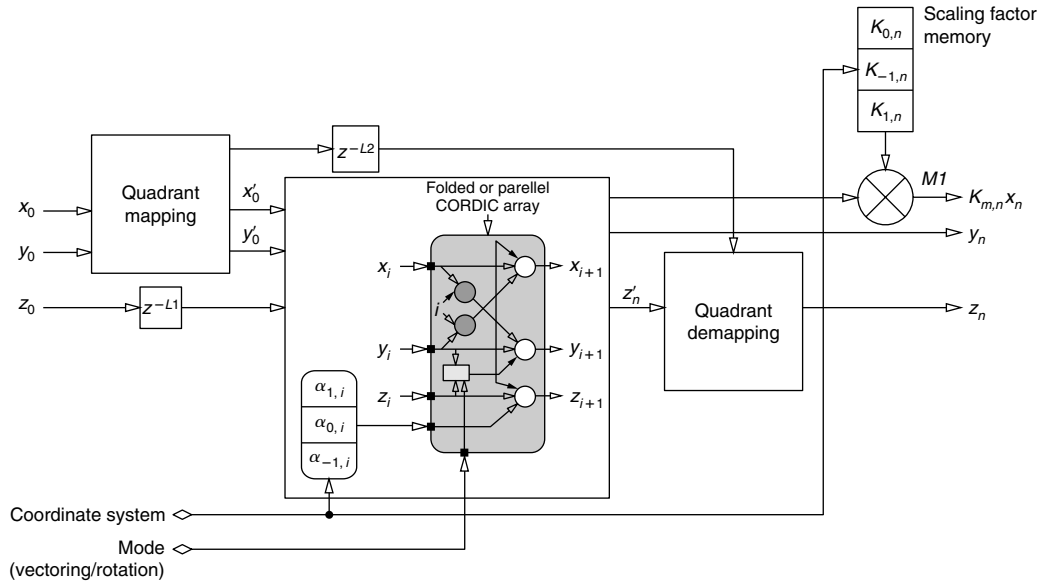 Scaling factor
memory
K0,n
K−1,n
K1,n
z−L2
Quadrant
mapping
x0
y0
x′0
y′0
Folded or parellel
CORDIC array
M1
Km,nxn
yn
xi
xi+1
i
z0
z−L1
z′n
Quadrant
demapping
zn
yi
yi+1
zi
zi+1
α1, i
α0, i
α−1, i
Coordinate system
Mode
(vectoring/rotation)